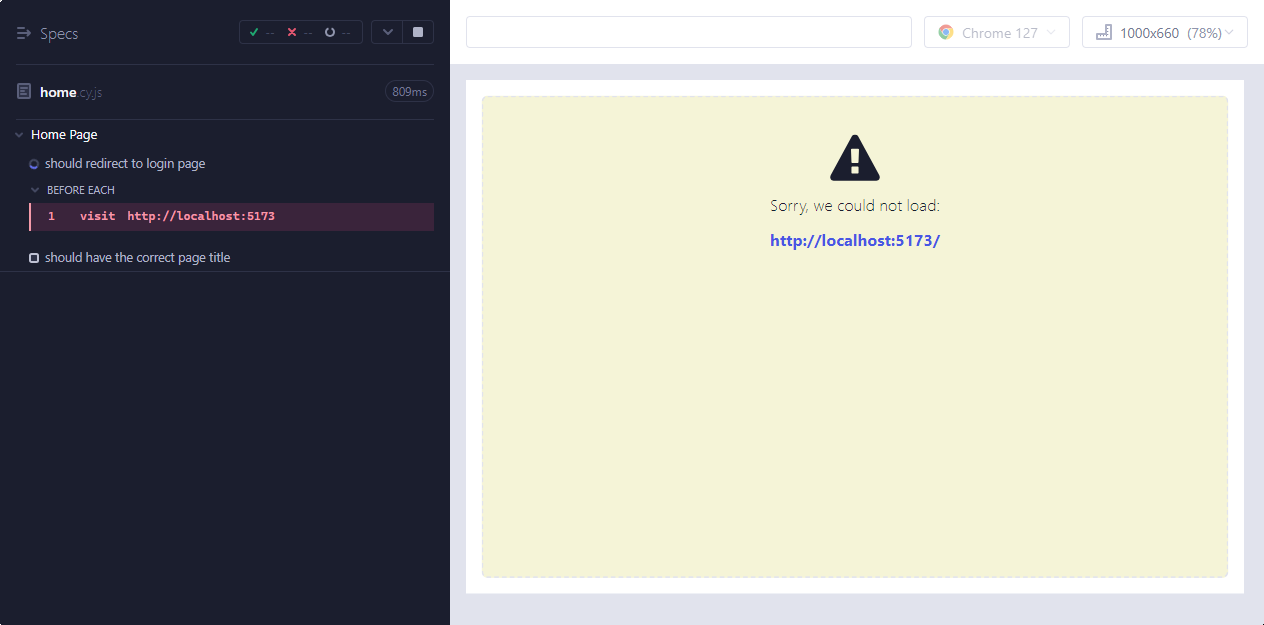 Specs
-- -- --
home.cy.js
809ms
Home Page
should redirect to login page
BEFORE EACH
1 visit http://localhost:5173
should have the correct page title
Chrome 127
1000x660 (78%)
Sorry, we could not load:
http://localhost:5173/